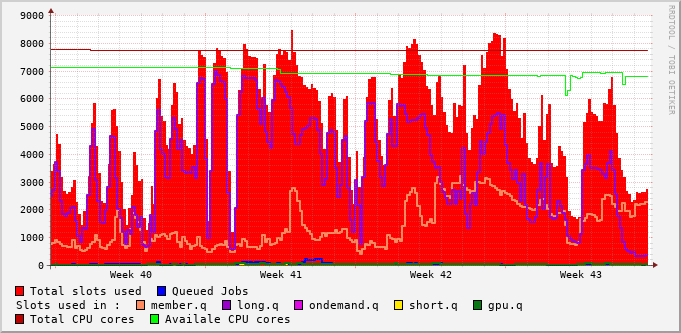 9000
8000
7000
6000
5000
4000
3000
2000
1000
0
Week 40 Week 41 Week 42 Week 43
RRDTOOL / TOBI OETIKER
Total slots used Queued Jobs
Slots used in : member.q long.q ondemand.q short.q gpu.q
Total CPU cores Availale CPU cores